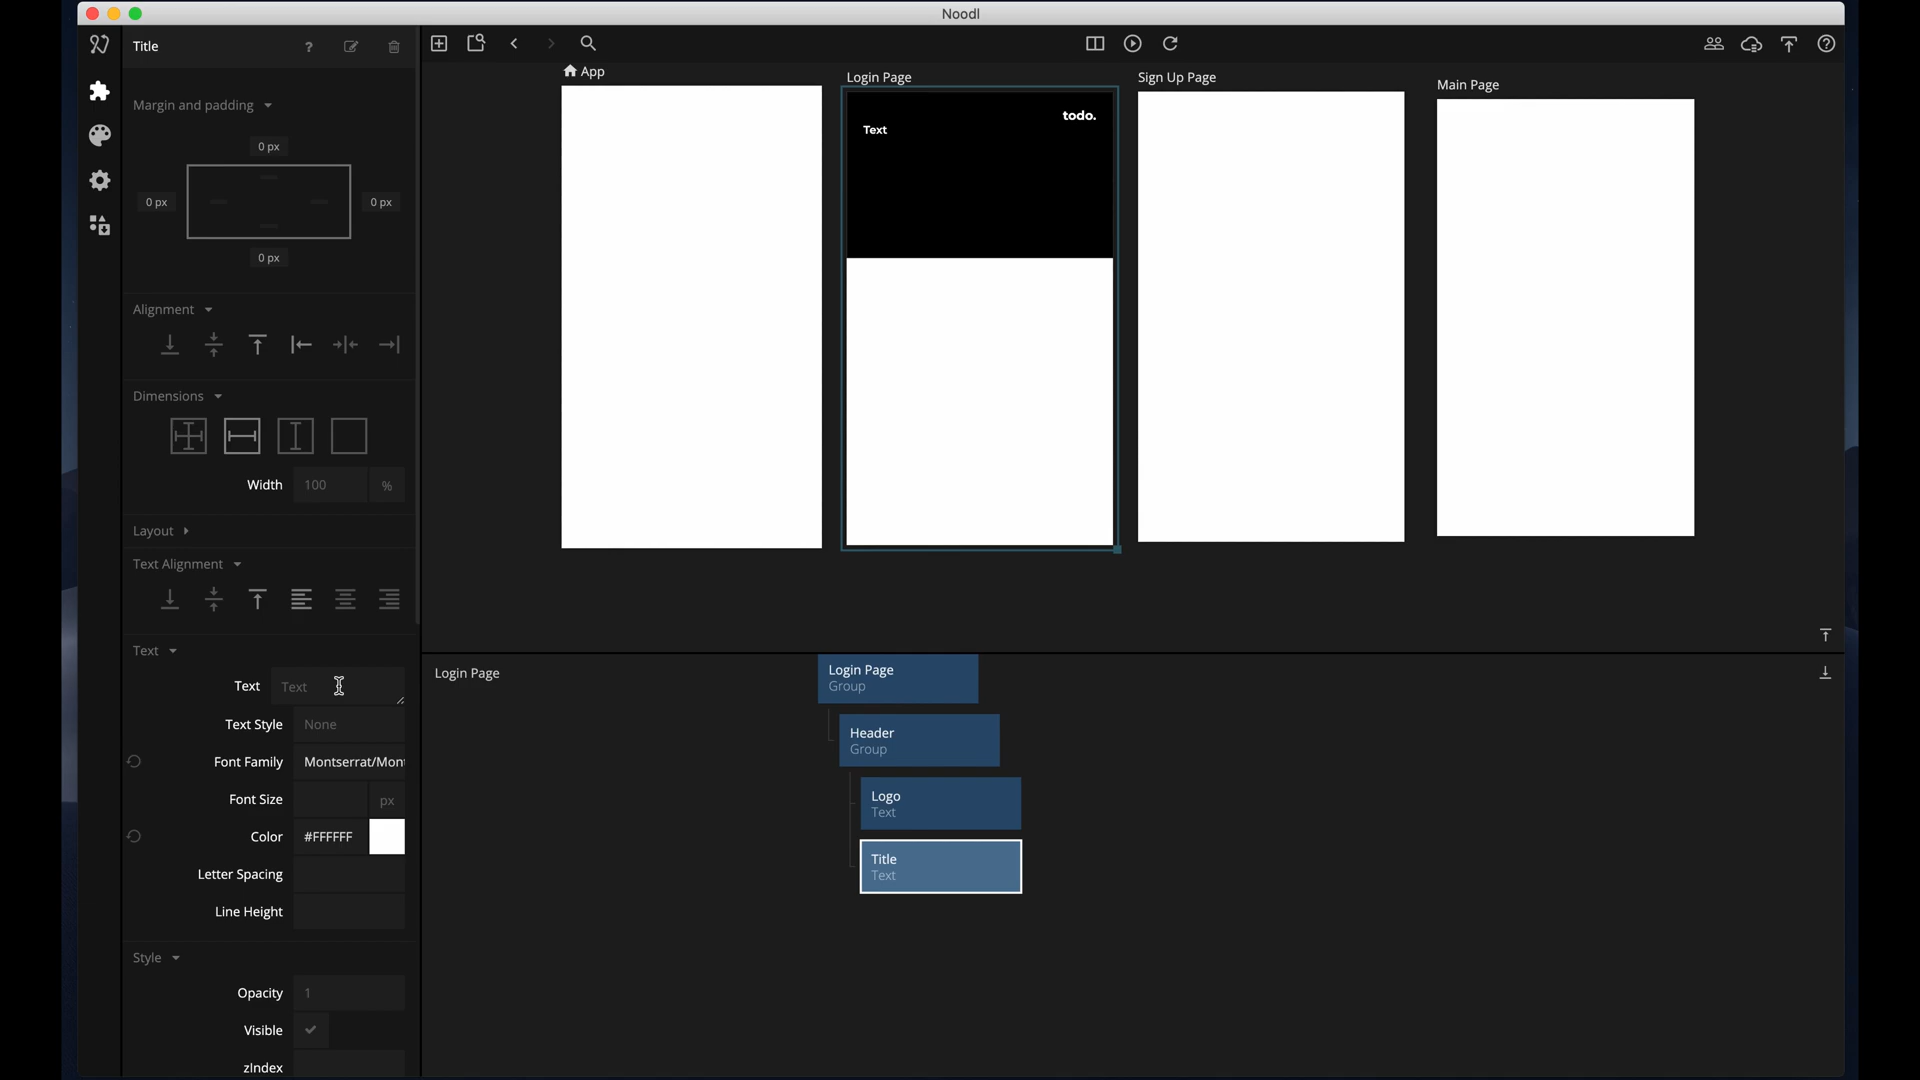 Noodl
Title
?
Margin and padding
0 px
0 px
0 px
0 px
Alignment
Dimensions
Width 100 %
Layout
Text Alignment
Text
Text Text
Text Style None
Font Family Montserrat/Mont
Font Size px
Color #FFFFFF
Letter Spacing
Line Height
Style
Opacity 1
Visible
zIndex
App
Login Page
todo.
Text
Sign Up Page
Main Page
Login Page
Login Page
Group
Header
Group
Logo
Text
Title
Text